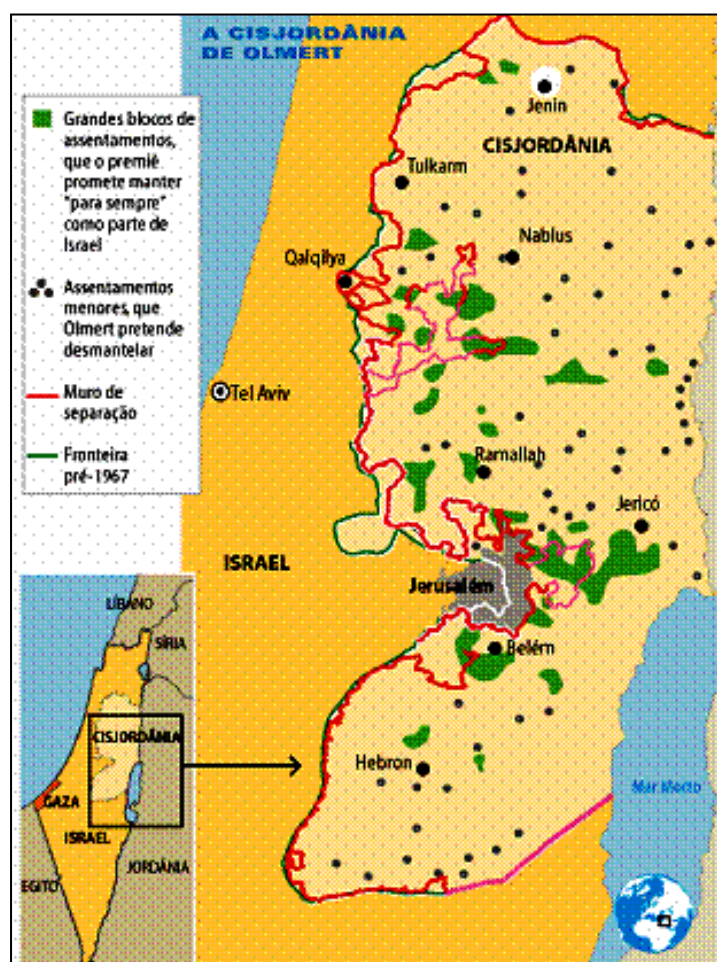 A CISJORDÂNIA
DE OLMERT
Grandes blocos de
assentamentos,
que o premiê
promete manter
"para sempre"
como parte de
Israel
Assentamentos
menores, que
Olmert pretende
desmantelar
Muro de
separação
Fronteira
pré-1967
Jenin
CISJORDÂNIA
Tulkarm
Nablus
Qalqilya
Tel Aviv
Ramallah
Jericó
ISRAEL
Jerusalém
Belém
Hebron
Mar Morto
LÍBANO
SÍRIA
CISJORDÂNIA
GAZA
ISRAEL
JORDÂNIA
EGITO